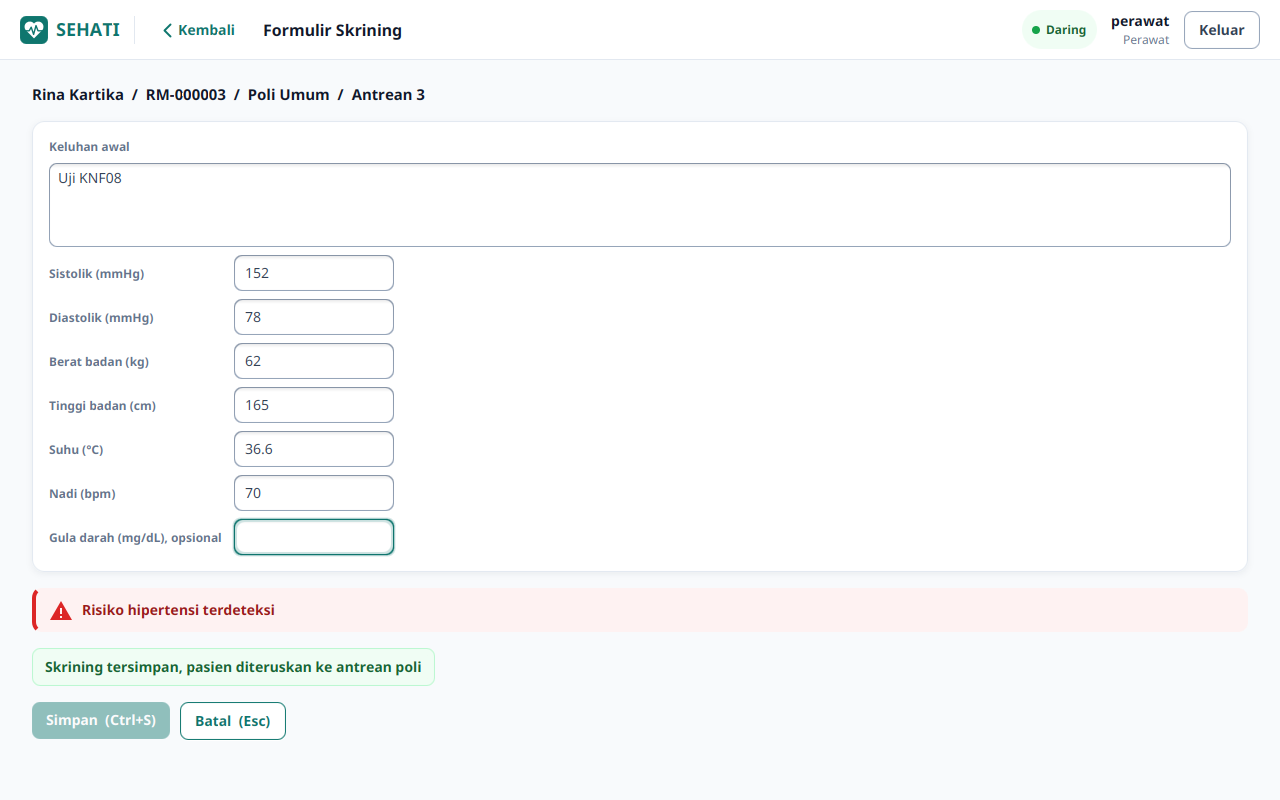 SEHATI
Kembali
Formulir Skrining
Daring
perawat
Perawat
Keluar
Rina Kartika / RM-000003 / Poli Umum / Antrean 3
Keluhan awal
Uji KNF08
Sistolik (mmHg) 152
Diastolik (mmHg) 78
Berat badan (kg) 62
Tinggi badan (cm) 165
Suhu (°C) 36.6
Nadi (bpm) 70
Gula darah (mg/dL), opsional
Risiko hipertensi terdeteksi
Skrining tersimpan, pasien diteruskan ke antrean poli
Simpan (Ctrl+S) Batal (Esc)